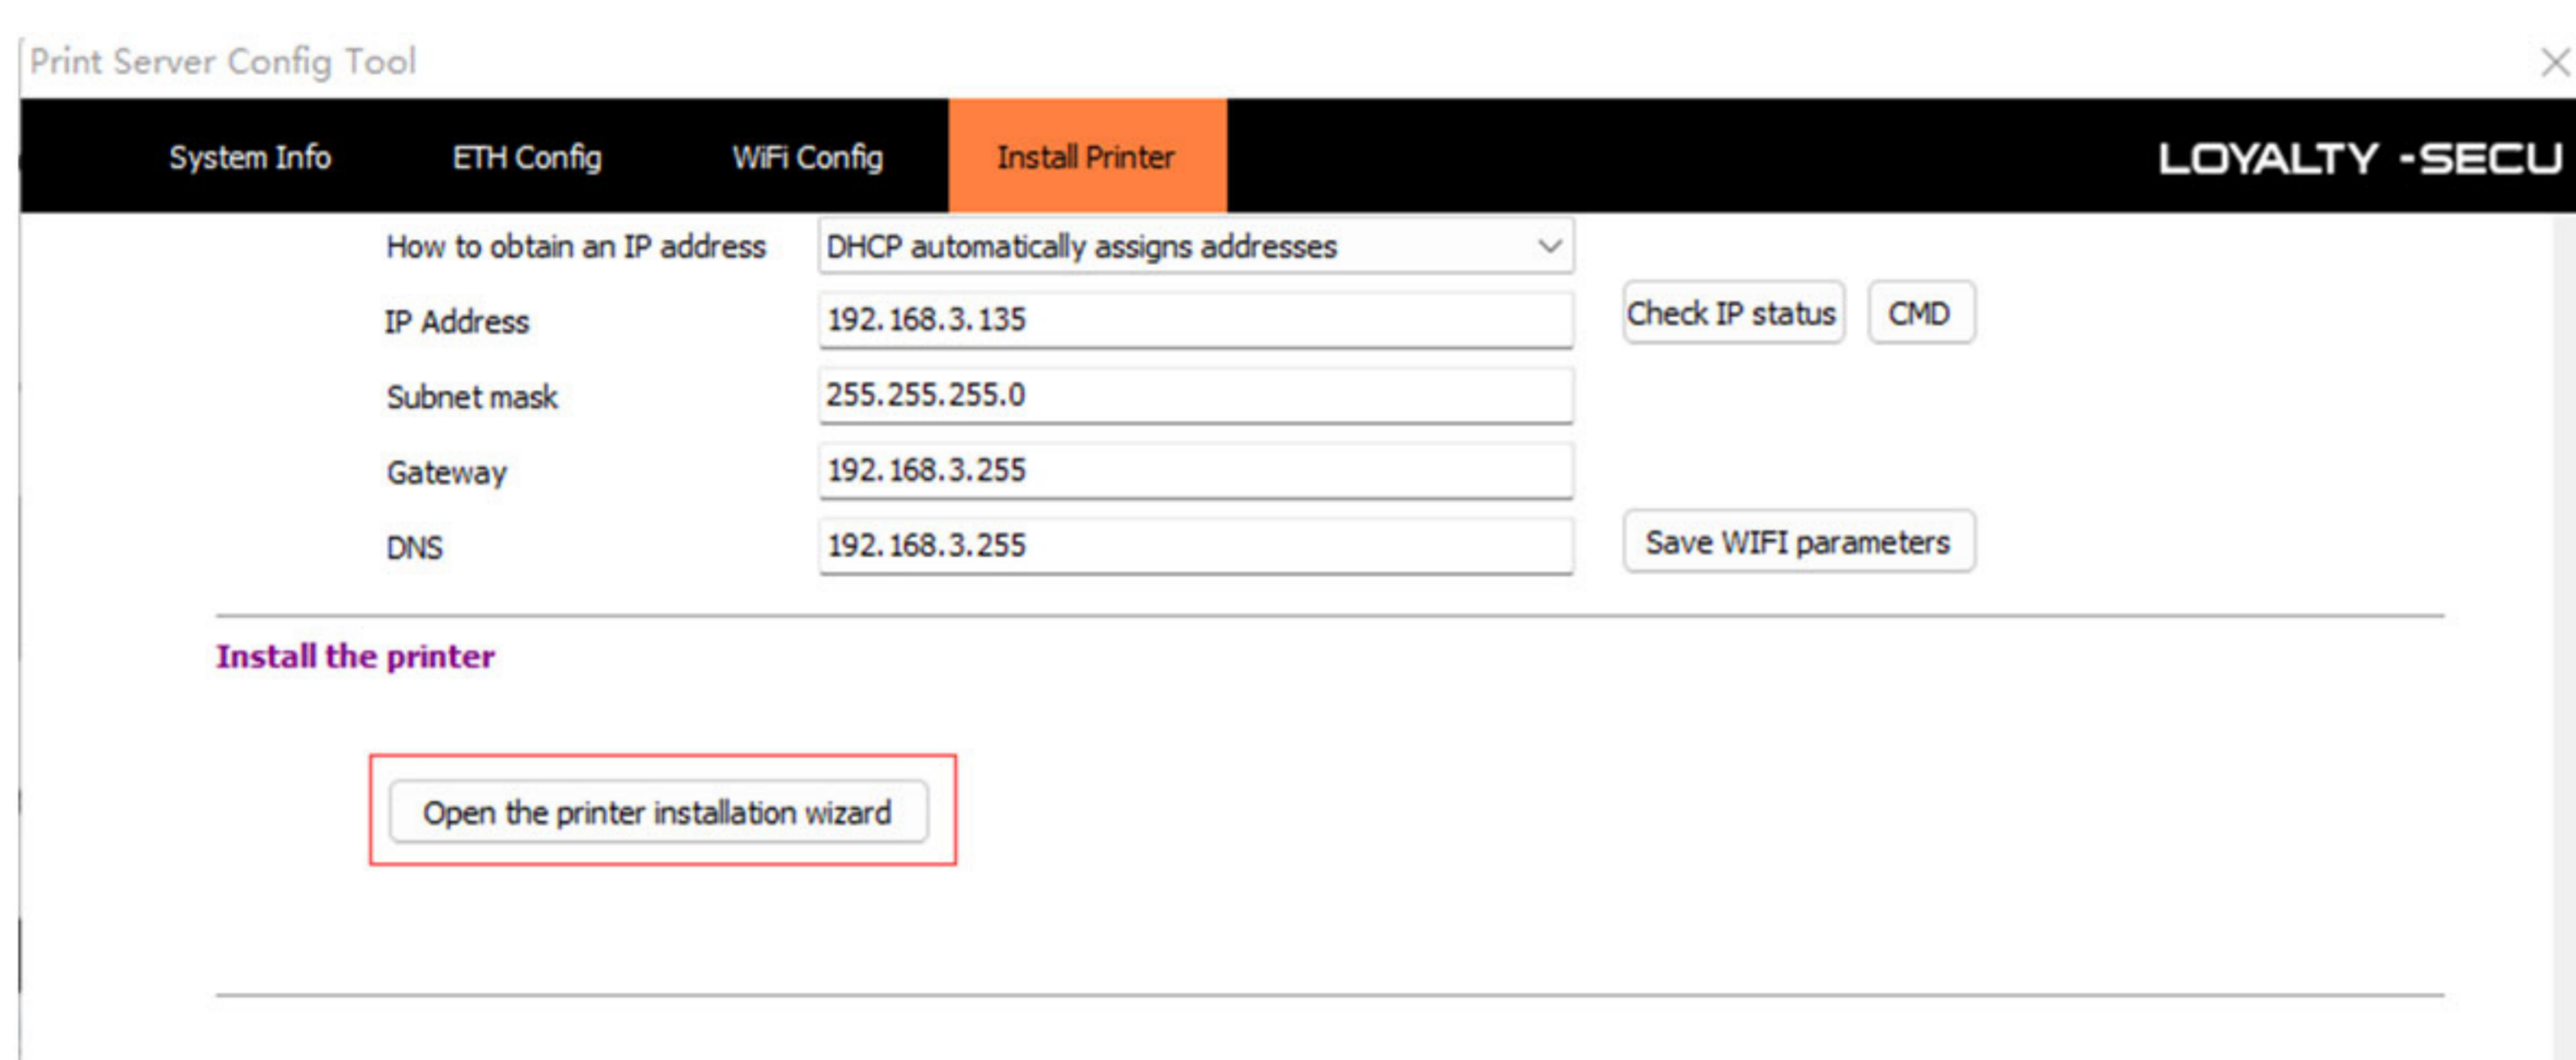 Print Server Config Tool
System Info ETH Config WiFi Config Install Printer LOYALTY -SECU
How to obtain an IP address DHCP automatically assigns addresses
IP Address 192.168.3.135 Check IP status CMD
Subnet mask 255.255.255.0
Gateway 192.168.3.255
DNS 192.168.3.255 Save WIFI parameters
Install the printer
Open the printer installation wizard